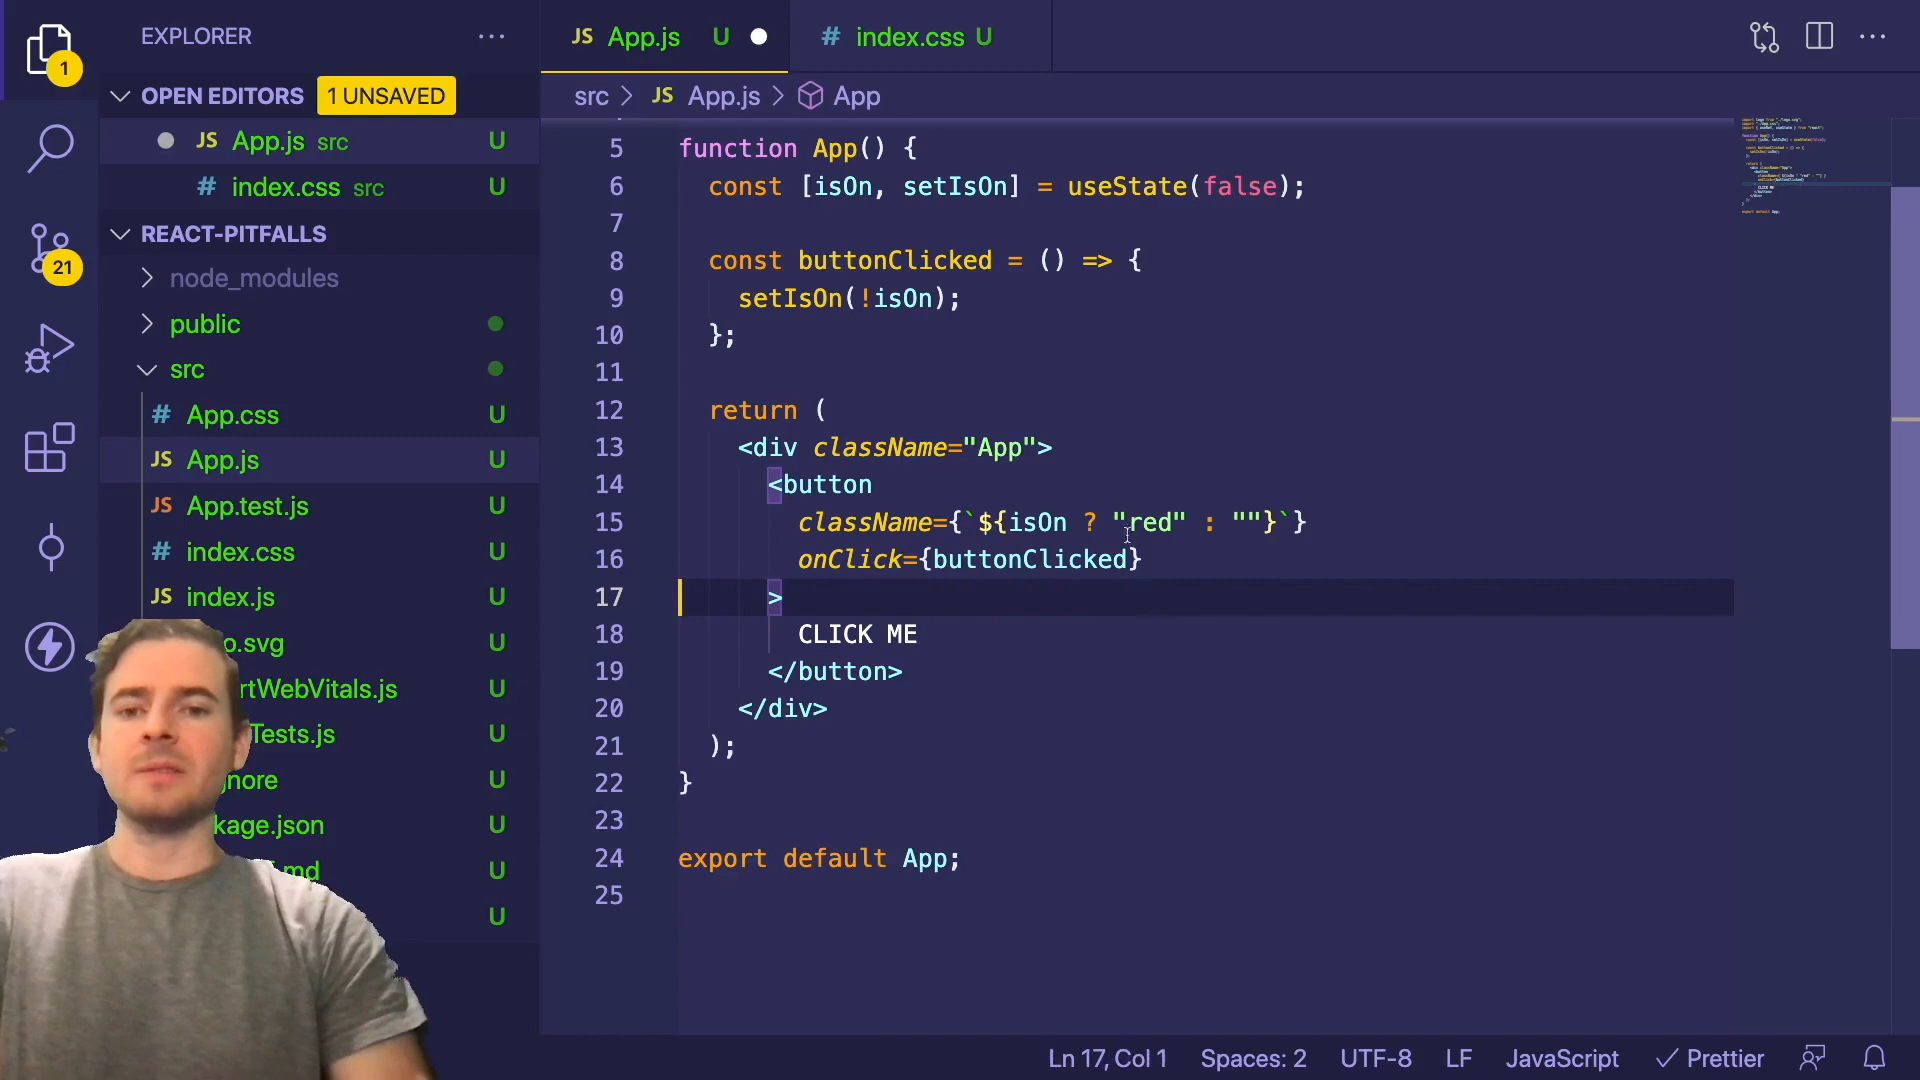 EXPLORER
1
OPEN EDITORS
1 UNSAVED
JS App.js src U
# index.css src U
REACT-PITFALLS
21
node_modules
public
src
# App.css U
JS App.js U
JS App.test.js U
# index.css U
JS index.js U
o.svg U
rtWebVitals.js U
Tests.js U
nore U
kage.json U
.md U
U
JS App.js U
# index.css U
src > JS App.js > App
5 function App() {
6 const [isOn, setIsOn] = useState(false);
7
8 const buttonClicked = () => {
9 setIsOn(!isOn);
10 };
11
12 return (
13 <div className="App">
14 <button
15 className={`${isOn ? "red" : ""}`}
16 onClick={buttonClicked}
17 >
18 CLICK ME
19 </button>
20 </div>
21 );
22 }
23
24 export default App;
25
Ln 17, Col 1
Spaces: 2
UTF-8
LF
JavaScript
Prettier